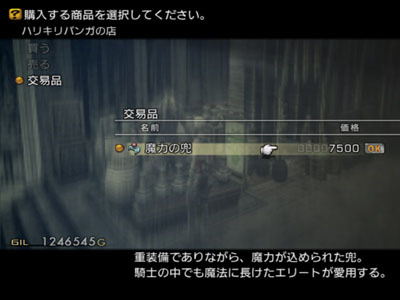 購入する商品を選択してください。
ハリキリバンガの店
買う
売る
交易品
交易品
名前 価格
魔力の兜 00007500 OK
GIL 1246545G
重装備でありながら、魔力が込められた兜。
騎士の中でも魔法に長けたエリートが愛用する。